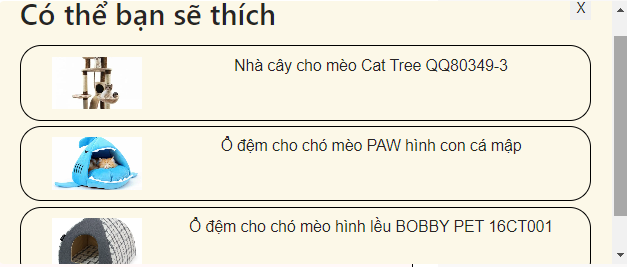 Có thể bạn sẽ thích
X
Nhà cây cho mèo Cat Tree QQ80349-3
Ổ đệm cho chó mèo PAW hình con cá mập
Ổ đệm cho chó mèo hình lều BOBBY PET 16CT001